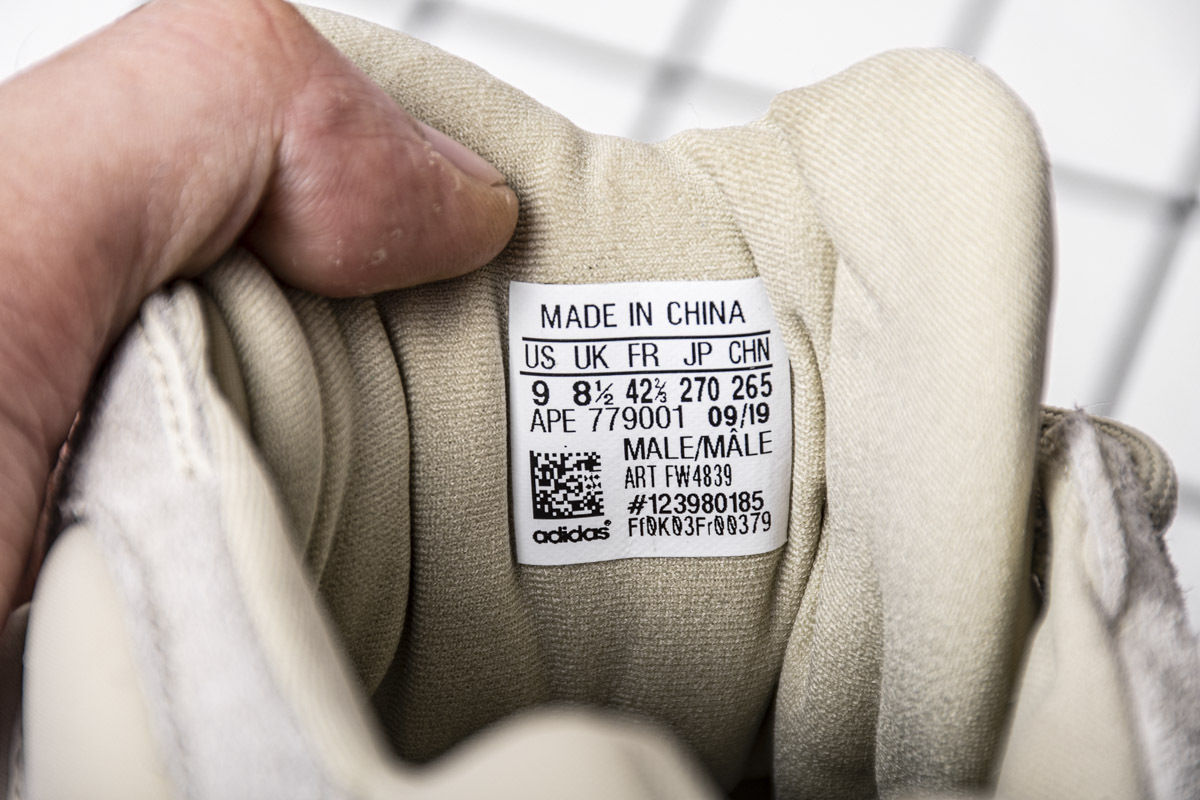 MADE IN CHINA
US UK FR JP CHN
9 8½ 42⅔ 270 265
APE 779001 09/19
MALE/MÂLE
ART FW4839
#123980185
Ff0K03Fr00379
adidas®